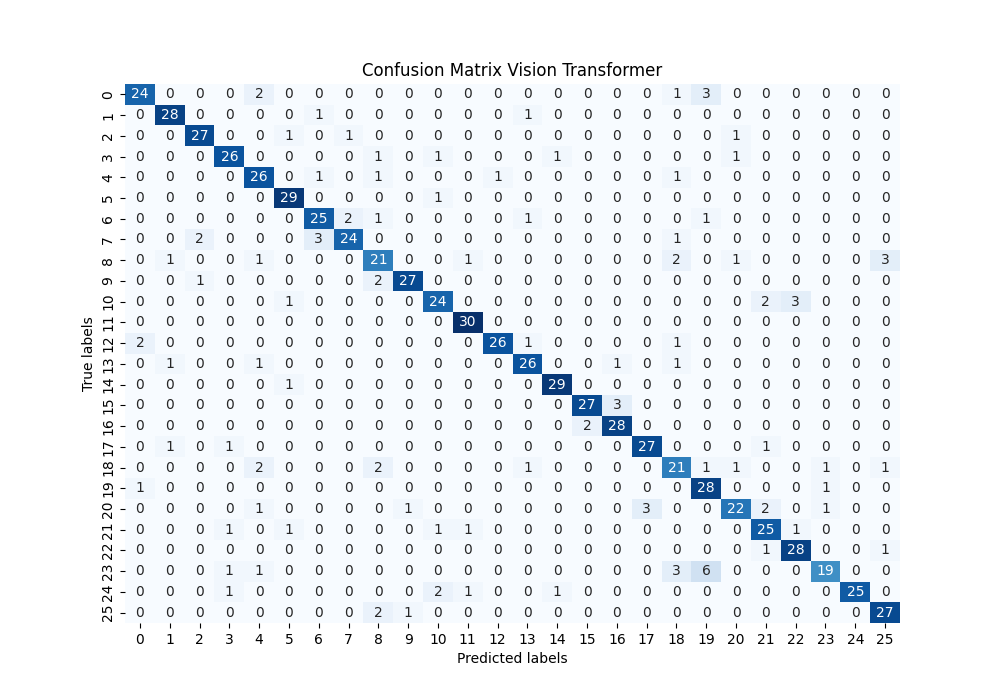 Confusion Matrix Vision Transformer
True labels
0 24 0 0 0 2 0 0 0 0 0 0 0 0 0 0 0 0 0 1 3 0 0 0 0 0 0
1 0 28 0 0 0 0 1 0 0 0 0 0 0 1 0 0 0 0 0 0 0 0 0 0 0 0
2 0 0 27 0 0 1 0 1 0 0 0 0 0 0 0 0 0 0 0 0 1 0 0 0 0 0
3 0 0 0 26 0 0 0 0 1 0 1 0 0 0 1 0 0 0 0 0 1 0 0 0 0 0
4 0 0 0 0 26 0 1 0 1 0 0 0 1 0 0 0 0 0 1 0 0 0 0 0 0 0
5 0 0 0 0 0 29 0 0 0 0 1 0 0 0 0 0 0 0 0 0 0 0 0 0 0 0
6 0 0 0 0 0 0 25 2 1 0 0 0 0 1 0 0 0 0 0 1 0 0 0 0 0 0
7 0 0 2 0 0 0 3 24 0 0 0 0 0 0 0 0 0 0 1 0 0 0 0 0 0 0
8 0 1 0 0 1 0 0 0 21 0 0 1 0 0 0 0 0 0 2 0 1 0 0 0 0 3
9 0 0 1 0 0 0 0 0 2 27 0 0 0 0 0 0 0 0 0 0 0 0 0 0 0 0
10 0 0 0 0 0 1 0 0 0 0 24 0 0 0 0 0 0 0 0 0 0 2 3 0 0 0
11 0 0 0 0 0 0 0 0 0 0 0 30 0 0 0 0 0 0 0 0 0 0 0 0 0 0
12 2 0 0 0 0 0 0 0 0 0 0 0 26 1 0 0 0 0 1 0 0 0 0 0 0 0
13 0 1 0 0 1 0 0 0 0 0 0 0 0 26 0 0 1 0 1 0 0 0 0 0 0 0
14 0 0 0 0 0 1 0 0 0 0 0 0 0 0 29 0 0 0 0 0 0 0 0 0 0 0
15 0 0 0 0 0 0 0 0 0 0 0 0 0 0 0 27 3 0 0 0 0 0 0 0 0 0
16 0 0 0 0 0 0 0 0 0 0 0 0 0 0 0 2 28 0 0 0 0 0 0 0 0 0
17 0 1 0 1 0 0 0 0 0 0 0 0 0 0 0 0 0 27 0 0 0 1 0 0 0 0
18 0 0 0 0 2 0 0 0 2 0 0 0 0 1 0 0 0 0 21 1 1 0 0 1 0 1
19 1 0 0 0 0 0 0 0 0 0 0 0 0 0 0 0 0 0 0 28 0 0 0 1 0 0
20 0 0 0 0 1 0 0 0 0 1 0 0 0 0 0 0 0 3 0 0 22 2 0 1 0 0
21 0 0 0 1 0 1 0 0 0 0 1 1 0 0 0 0 0 0 0 0 0 25 1 0 0 0
22 0 0 0 0 0 0 0 0 0 0 0 0 0 0 0 0 0 0 0 0 0 1 28 0 0 1
23 0 0 0 1 1 0 0 0 0 0 0 0 0 0 0 0 0 0 3 6 0 0 0 19 0 0
24 0 0 0 1 0 0 0 0 0 0 2 1 0 0 1 0 0 0 0 0 0 0 0 0 25 0
25 0 0 0 0 0 0 0 0 2 1 0 0 0 0 0 0 0 0 0 0 0 0 0 0 0 27
0 1 2 3 4 5 6 7 8 9 10 11 12 13 14 15 16 17 18 19 20 21 22 23 24 25
Predicted labels